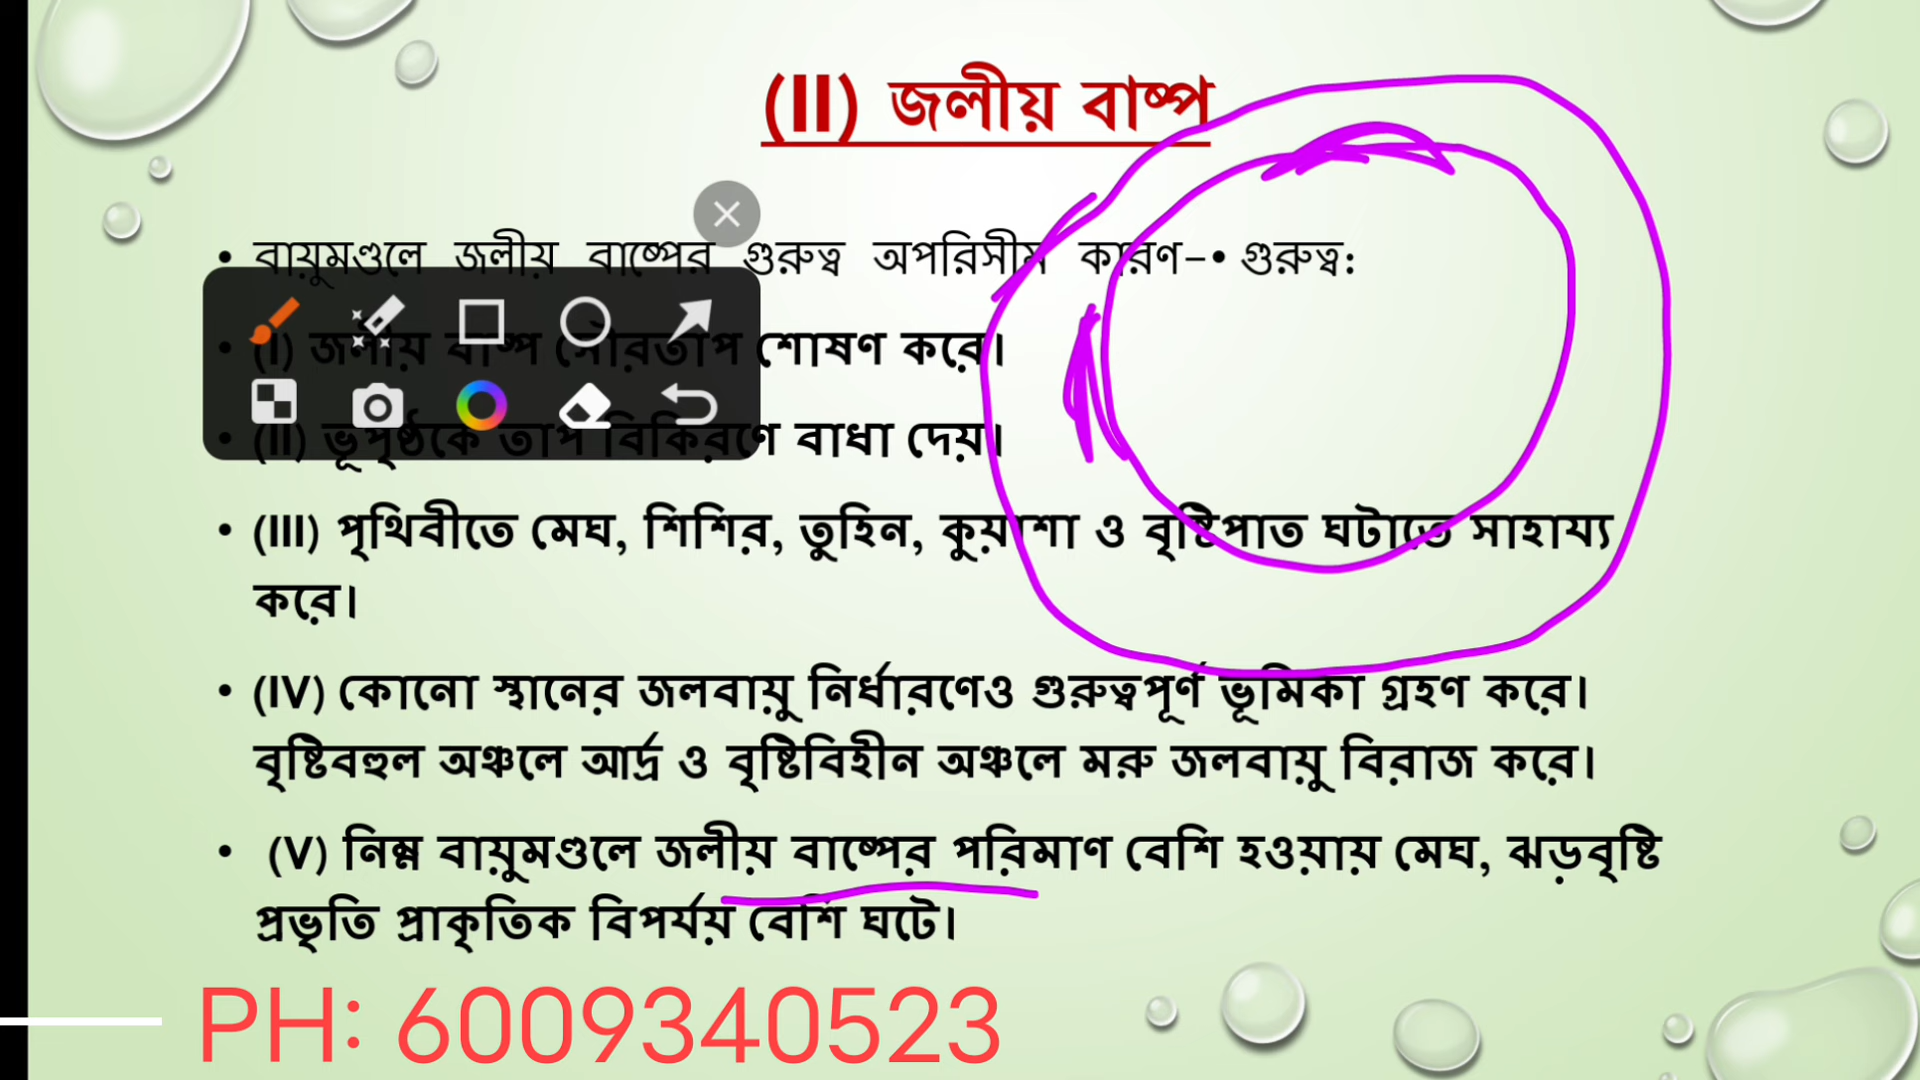 (II) জলীয় বাষ্প
• বায়ুমণ্ডলে জলীয় বাষ্পের গুরুত্ব অপরিসীম কারণ–• গুরুত্ব:
• (I) জলীয় বাষ্প সৌরতাপ শোষণ করে।
• (II) ভূপৃষ্ঠকে তাপ বিকিরণে বাধা দেয়।
• (III) পৃথিবীতে মেঘ, শিশির, তুহিন, কুয়াশা ও বৃষ্টিপাত ঘটাতে সাহায্য
করে।
• (IV) কোনো স্থানের জলবায়ু নির্ধারণেও গুরুত্বপূর্ণ ভূমিকা গ্রহণ করে।
বৃষ্টিবহুল অঞ্চলে আর্দ্র ও বৃষ্টিবিহীন অঞ্চলে মরু জলবায়ু বিরাজ করে।
• (V) নিম্ন বায়ুমণ্ডলে জলীয় বাষ্পের পরিমাণ বেশি হওয়ায় মেঘ, ঝড়বৃষ্টি
প্রভৃতি প্রাকৃতিক বিপর্যয় বেশি ঘটে।
PH: 6009340523